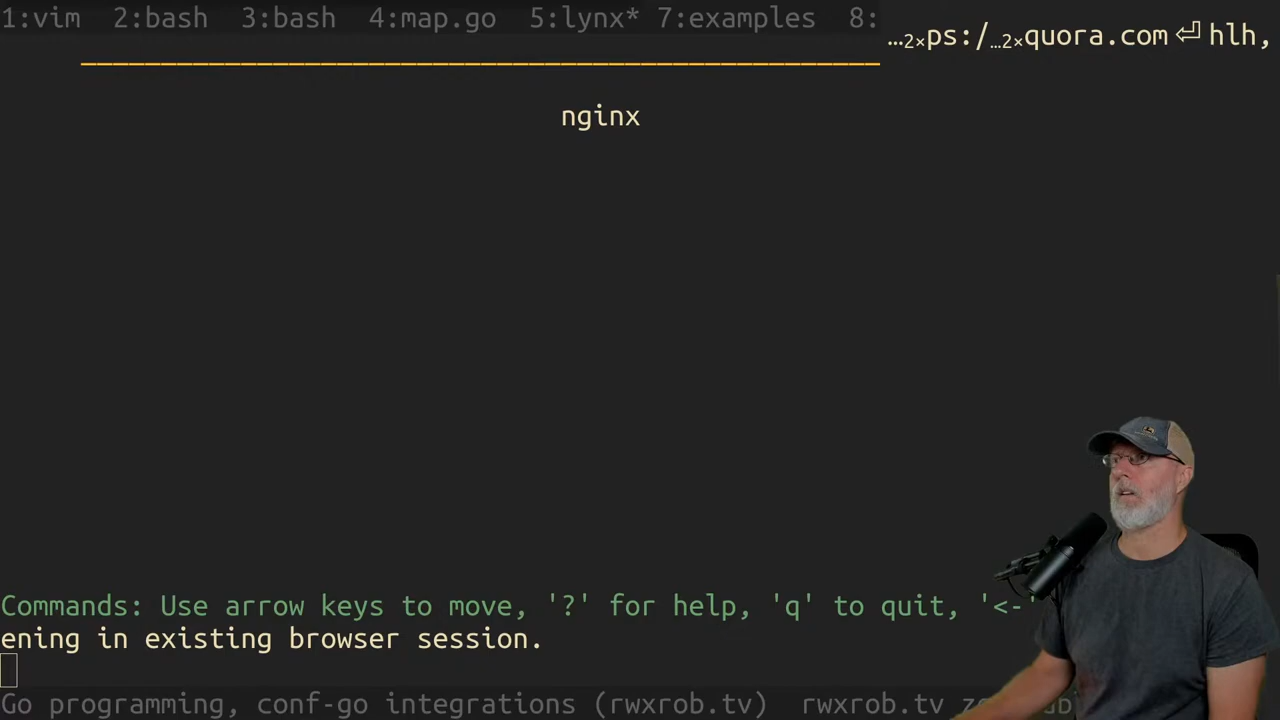 1:vim 2:bash 3:bash 4:map.go 5:lynx* 7:examples 8:
…2×ps:/…2×quora.com⏎hlh,
nginx
Commands: Use arrow keys to move, '?' for help, 'q' to quit, '<-'
ening in existing browser session.
Go programming, conf-go integrations (rwxrob.tv) rwxrob.tv